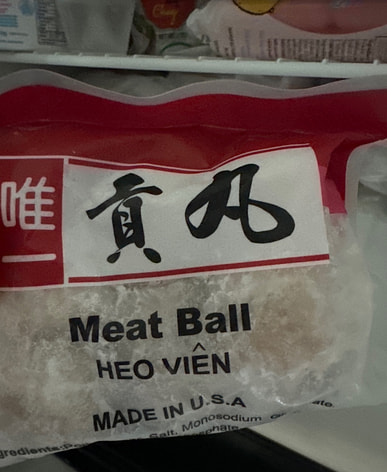 唯一
貢丸
Meat Ball
HEO VIÊN
MADE IN U.S.A
Salt, Monosodium